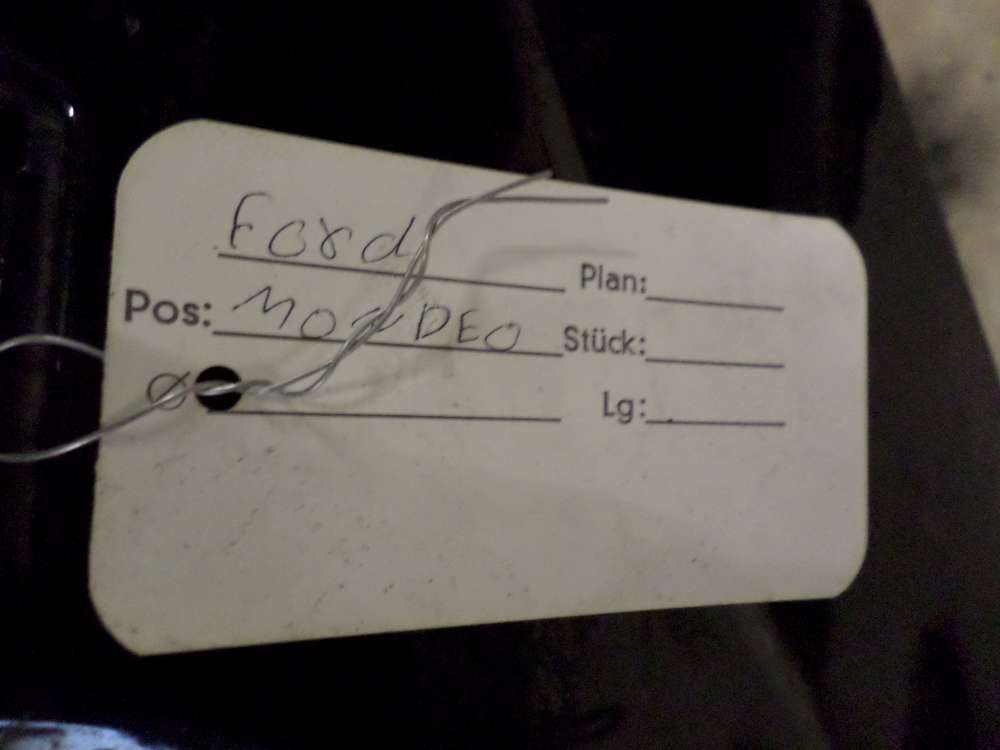 Ford Plan:
Pos: MONDEO Stück:
Ø Lg: